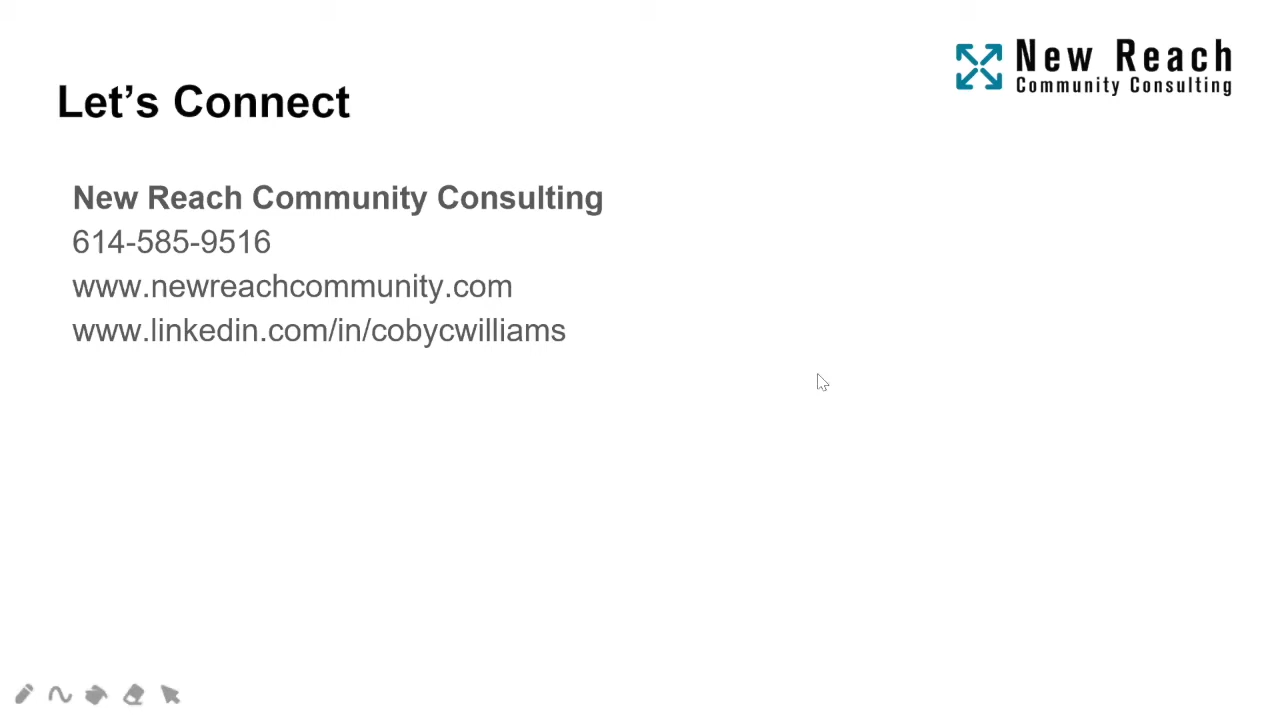 New Reach
Community Consulting
Let’s Connect
New Reach Community Consulting
614-585-9516
www.newreachcommunity.com
www.linkedin.com/in/cobycwilliams